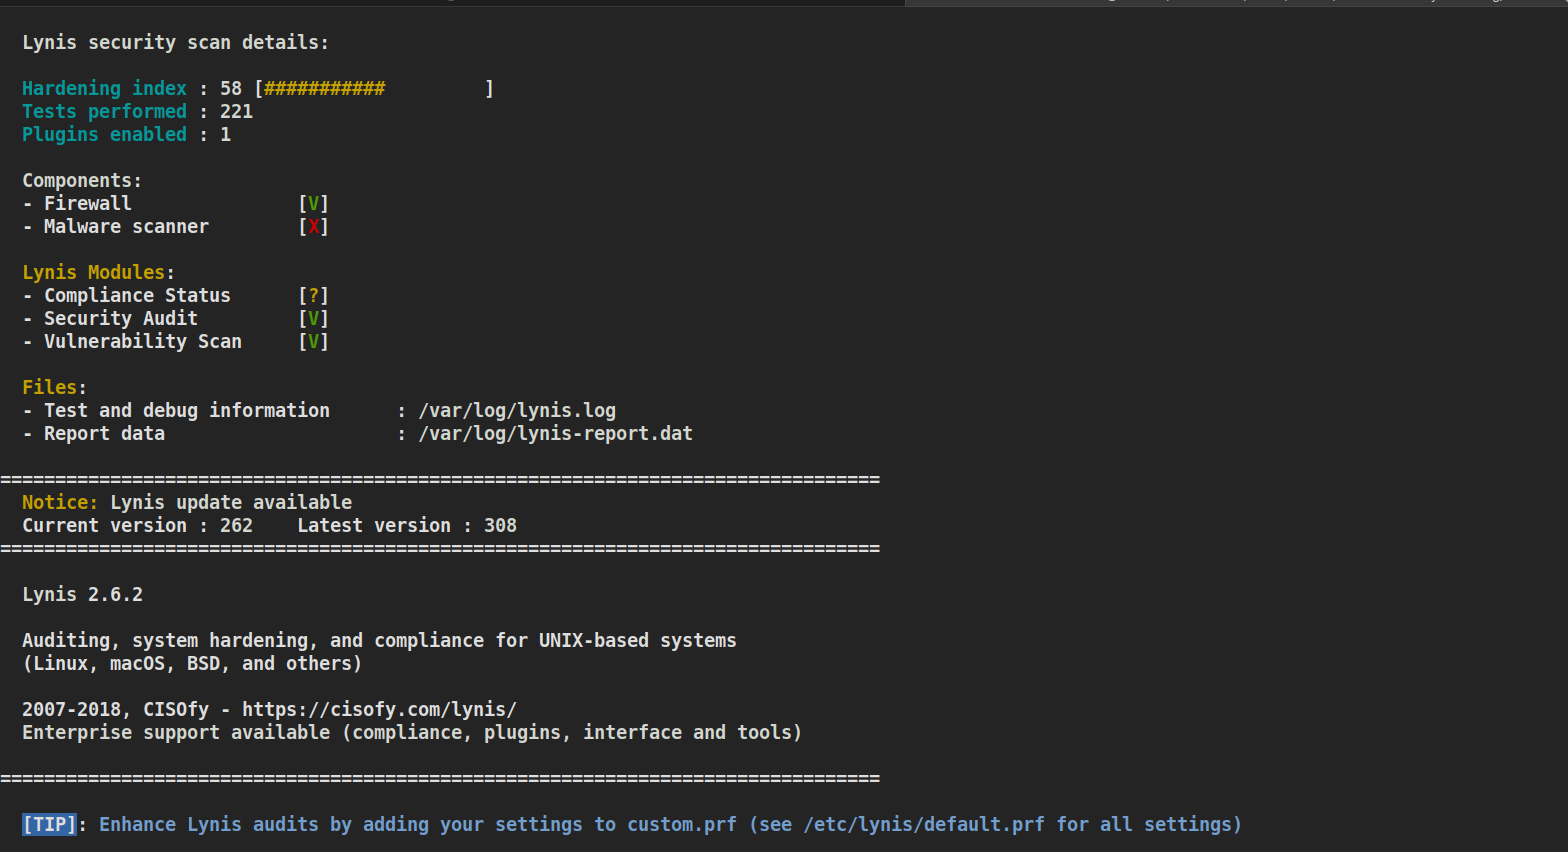 Lynis security scan details:
Hardening index : 58 [########### ]
Tests performed : 221
Plugins enabled : 1
Components:
- Firewall [V]
- Malware scanner [X]
Lynis Modules:
- Compliance Status [?]
- Security Audit [V]
- Vulnerability Scan [V]
Files:
- Test and debug information : /var/log/lynis.log
- Report data : /var/log/lynis-report.dat
================================================================================
Notice: Lynis update available
Current version : 262 Latest version : 308
================================================================================
Lynis 2.6.2
Auditing, system hardening, and compliance for UNIX-based systems
(Linux, macOS, BSD, and others)
2007-2018, CISOfy - https://cisofy.com/lynis/
Enterprise support available (compliance, plugins, interface and tools)
================================================================================
[TIP]: Enhance Lynis audits by adding your settings to custom.prf (see /etc/lynis/default.prf for all settings)